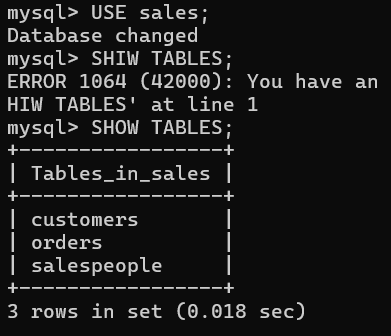 mysql> USE sales;
Database changed
mysql> SHIW TABLES;
ERROR 1064 (42000): You have an
HIW TABLES' at line 1
mysql> SHOW TABLES;
+-----------------+
| Tables_in_sales |
+-----------------+
| customers       |
| orders          |
| salespeople     |
+-----------------+
3 rows in set (0.018 sec)